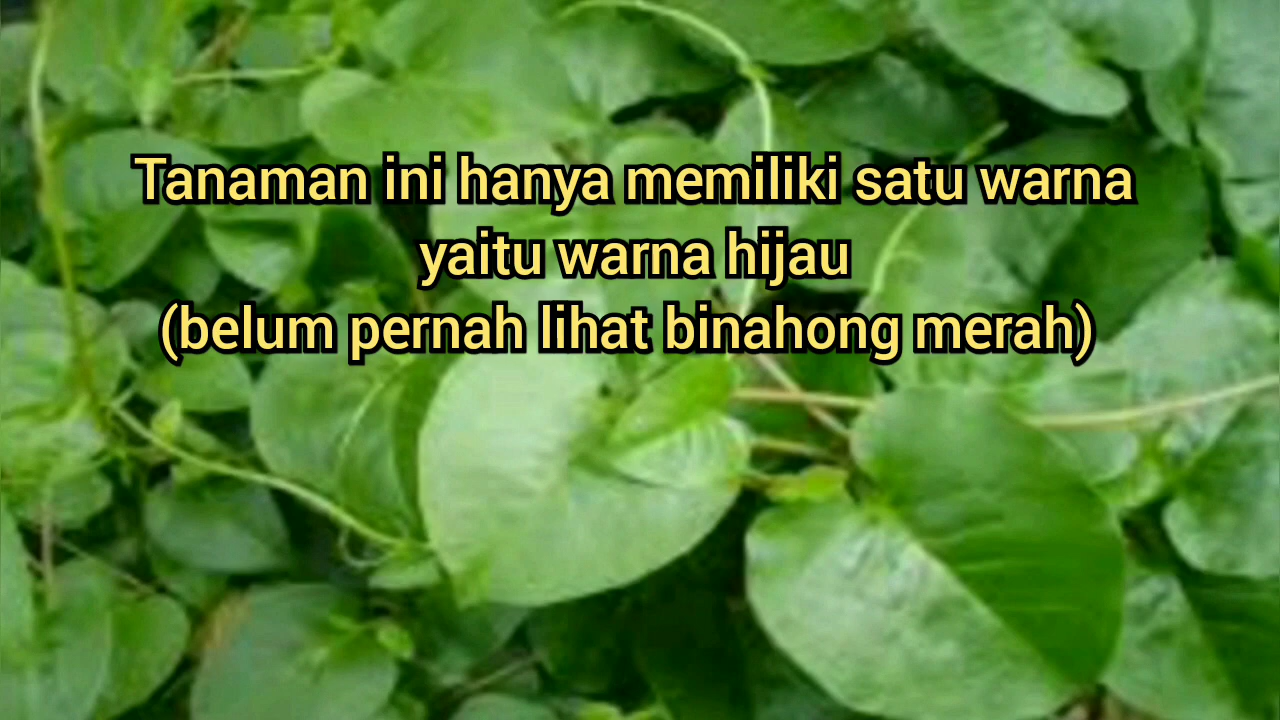 Tanaman ini hanya memiliki satu warna
yaitu warna hijau
(belum pernah lihat binahong merah)